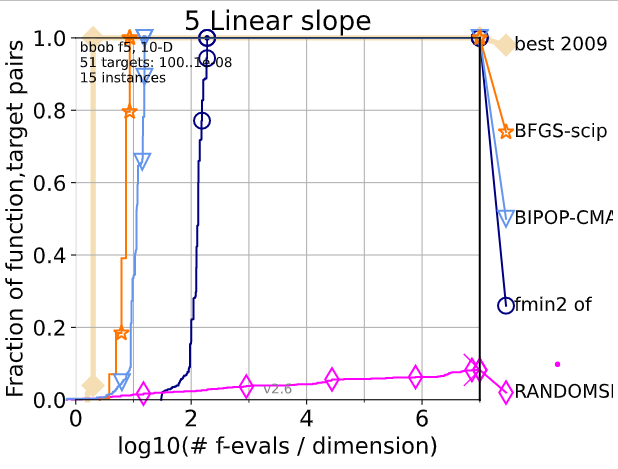 5 Linear slope
bbob f5, 10-D
51 targets: 100..1e-08
15 instances
Fraction of function,target pairs
1.0
0.8
0.6
0.4
0.2
0.0
0
2
4
6
log10(# f-evals / dimension)
v2.6
best 2009
BFGS-scip
BIPOP-CMA
fmin2 of
RANDOMS